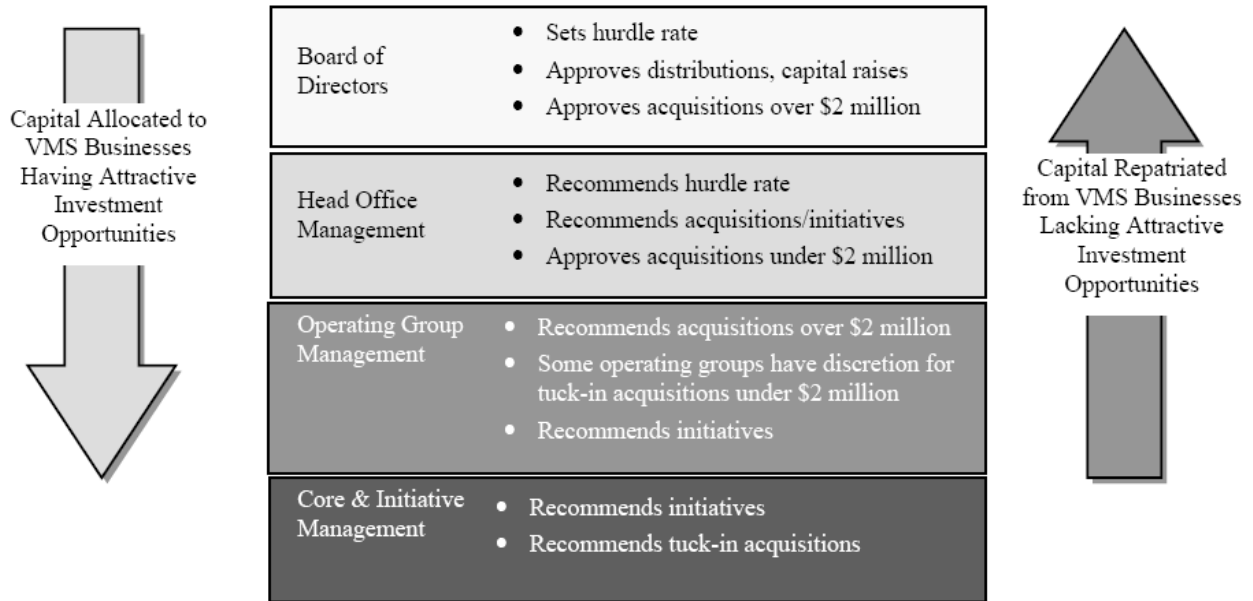 Capital Allocated to
VMS Businesses
Having Attractive
Investment
Opportunities
Board of
Directors
• Sets hurdle rate
• Approves distributions, capital raises
• Approves acquisitions over $2 million
Head Office
Management
• Recommends hurdle rate
• Recommends acquisitions/initiatives
• Approves acquisitions under $2 million
Operating Group
Management
• Recommends acquisitions over $2 million
• Some operating groups have discretion for
tuck-in acquisitions under $2 million
• Recommends initiatives
Core & Initiative
Management
• Recommends initiatives
• Recommends tuck-in acquisitions
Capital Repatriated
from VMS Businesses
Lacking Attractive
Investment
Opportunities